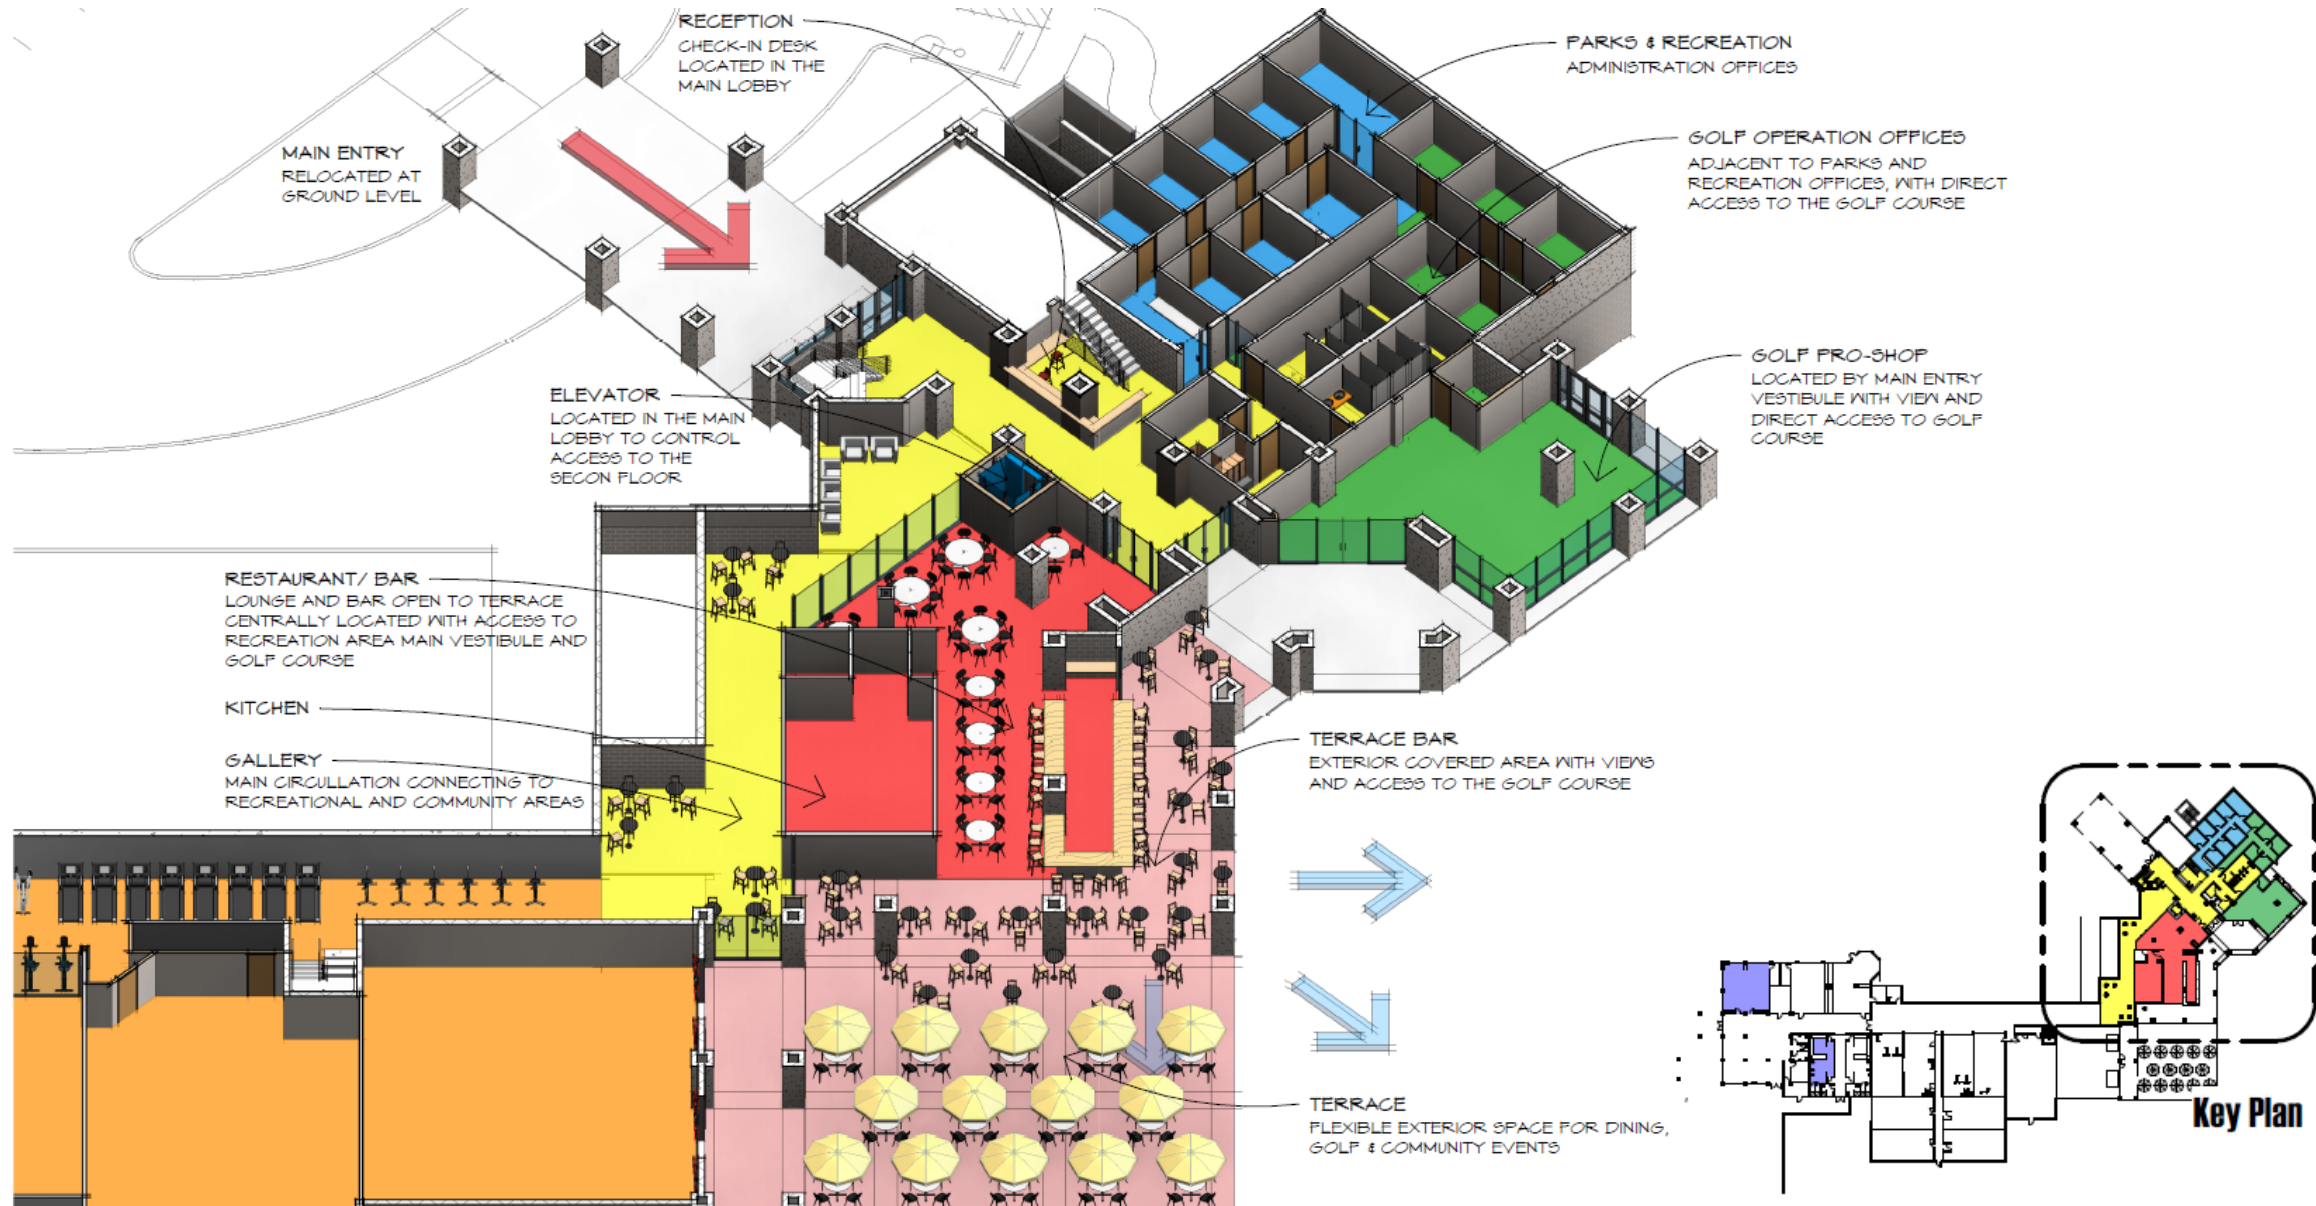 RECEPTION
CHECK-IN DESK
LOCATED IN THE
MAIN LOBBY
PARKS & RECREATION
ADMINISTRATION OFFICES
GOLF OPERATION OFFICES
ADJACENT TO PARKS AND
RECREATION OFFICES, WITH DIRECT
ACCESS TO THE GOLF COURSE
MAIN ENTRY
RELOCATED AT
GROUND LEVEL
GOLF PRO-SHOP
LOCATED BY MAIN ENTRY
VESTIBULE WITH VIEW AND
DIRECT ACCESS TO GOLF
COURSE
ELEVATOR
LOCATED IN THE MAIN
LOBBY TO CONTROL
ACCESS TO THE
SECON FLOOR
RESTAURANT/ BAR
LOUNGE AND BAR OPEN TO TERRACE
CENTRALLY LOCATED WITH ACCESS TO
RECREATION AREA MAIN VESTIBULE AND
GOLF COURSE
KITCHEN
GALLERY
MAIN CIRCULLATION CONNECTING TO
RECREATIONAL AND COMMUNITY AREAS
TERRACE BAR
EXTERIOR COVERED AREA WITH VIEWS
AND ACCESS TO THE GOLF COURSE
TERRACE
FLEXIBLE EXTERIOR SPACE FOR DINING,
GOLF & COMMUNITY EVENTS
Key Plan